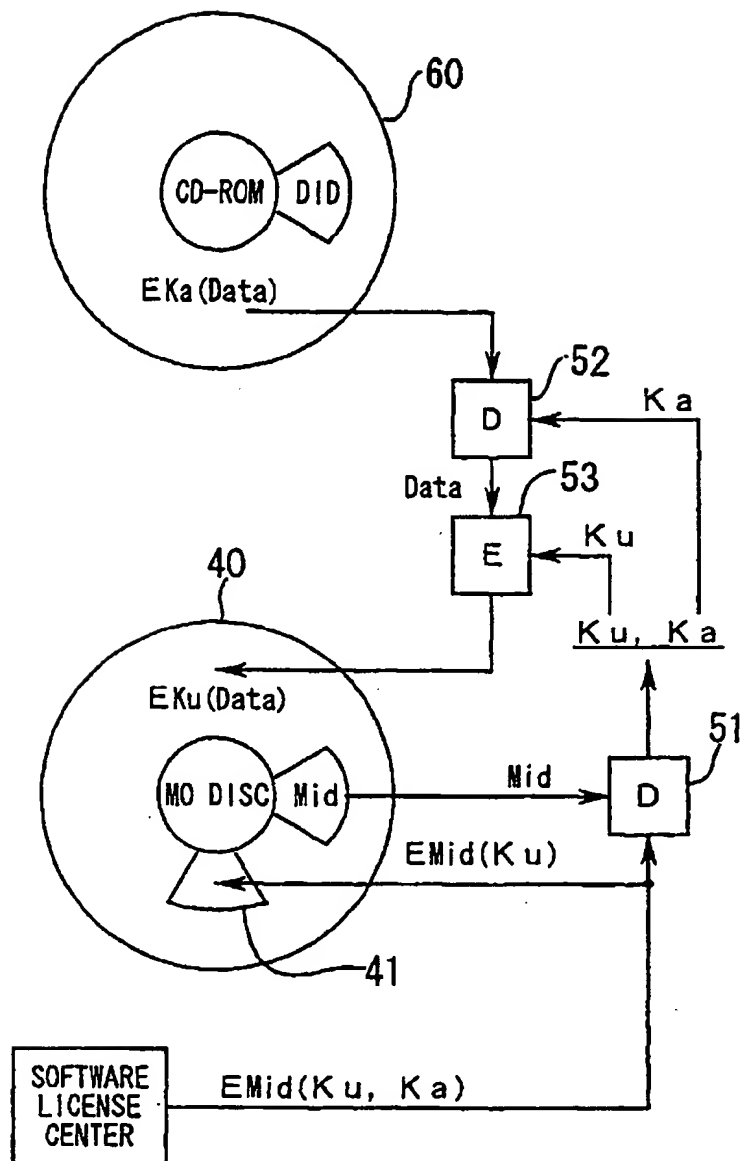 60
CD-ROM
DID
EKa(Data)
52
Ka
D
Data
53
Ku
E
40
Ku, Ka
EKu(Data)
51
MO DISC
Mid
Mid
D
EMid(Ku)
41
SOFTWARE
LICENSE
CENTER
EMid(Ku, Ka)